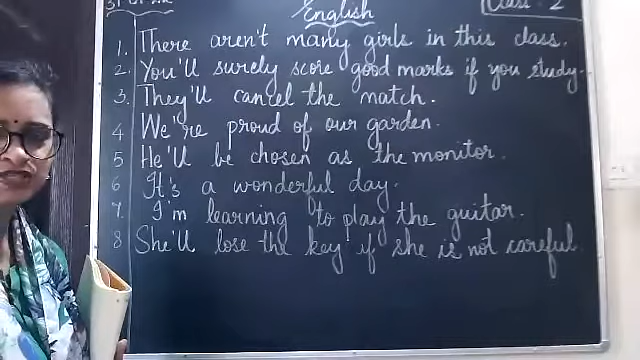 English
Class - 2
1. There aren't many girls in this class.
2. You'll surely score good marks if you study.
3. They'll cancel the match.
4 We're proud of our garden.
5 He'll be chosen as the monitor.
6 It's a wonderful day.
7. I'm learning to play the guitar.
8 She'll lose the key if she is not careful